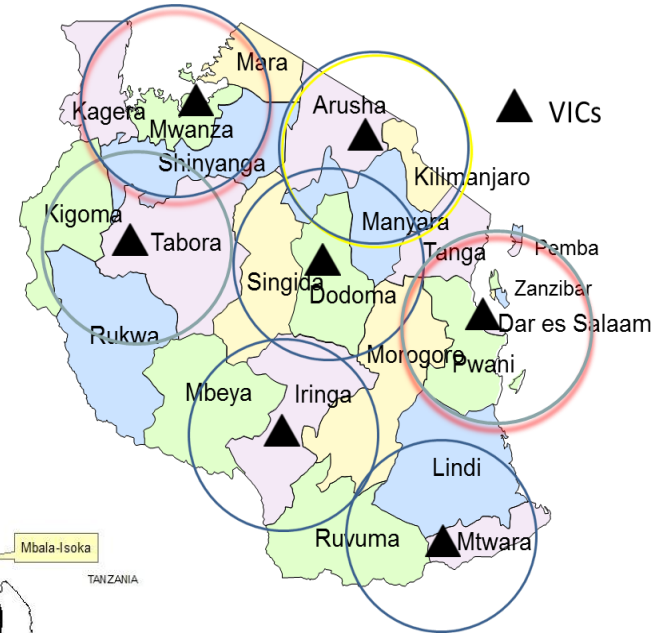 Mara
Arusha
VICs
Kagera
Mwanza
Shinyanga
Kilimanjaro
Kigoma
Manyara
Tabora
Tanga
Pemba
Singida
Zanzibar
Dodoma
Dar es Salaam
Rukwa
Morogoro
Pwani
Mbeya
Iringa
Lindi
Ruvuma
Mtwara
Mbala-Isoka
TANZANIA